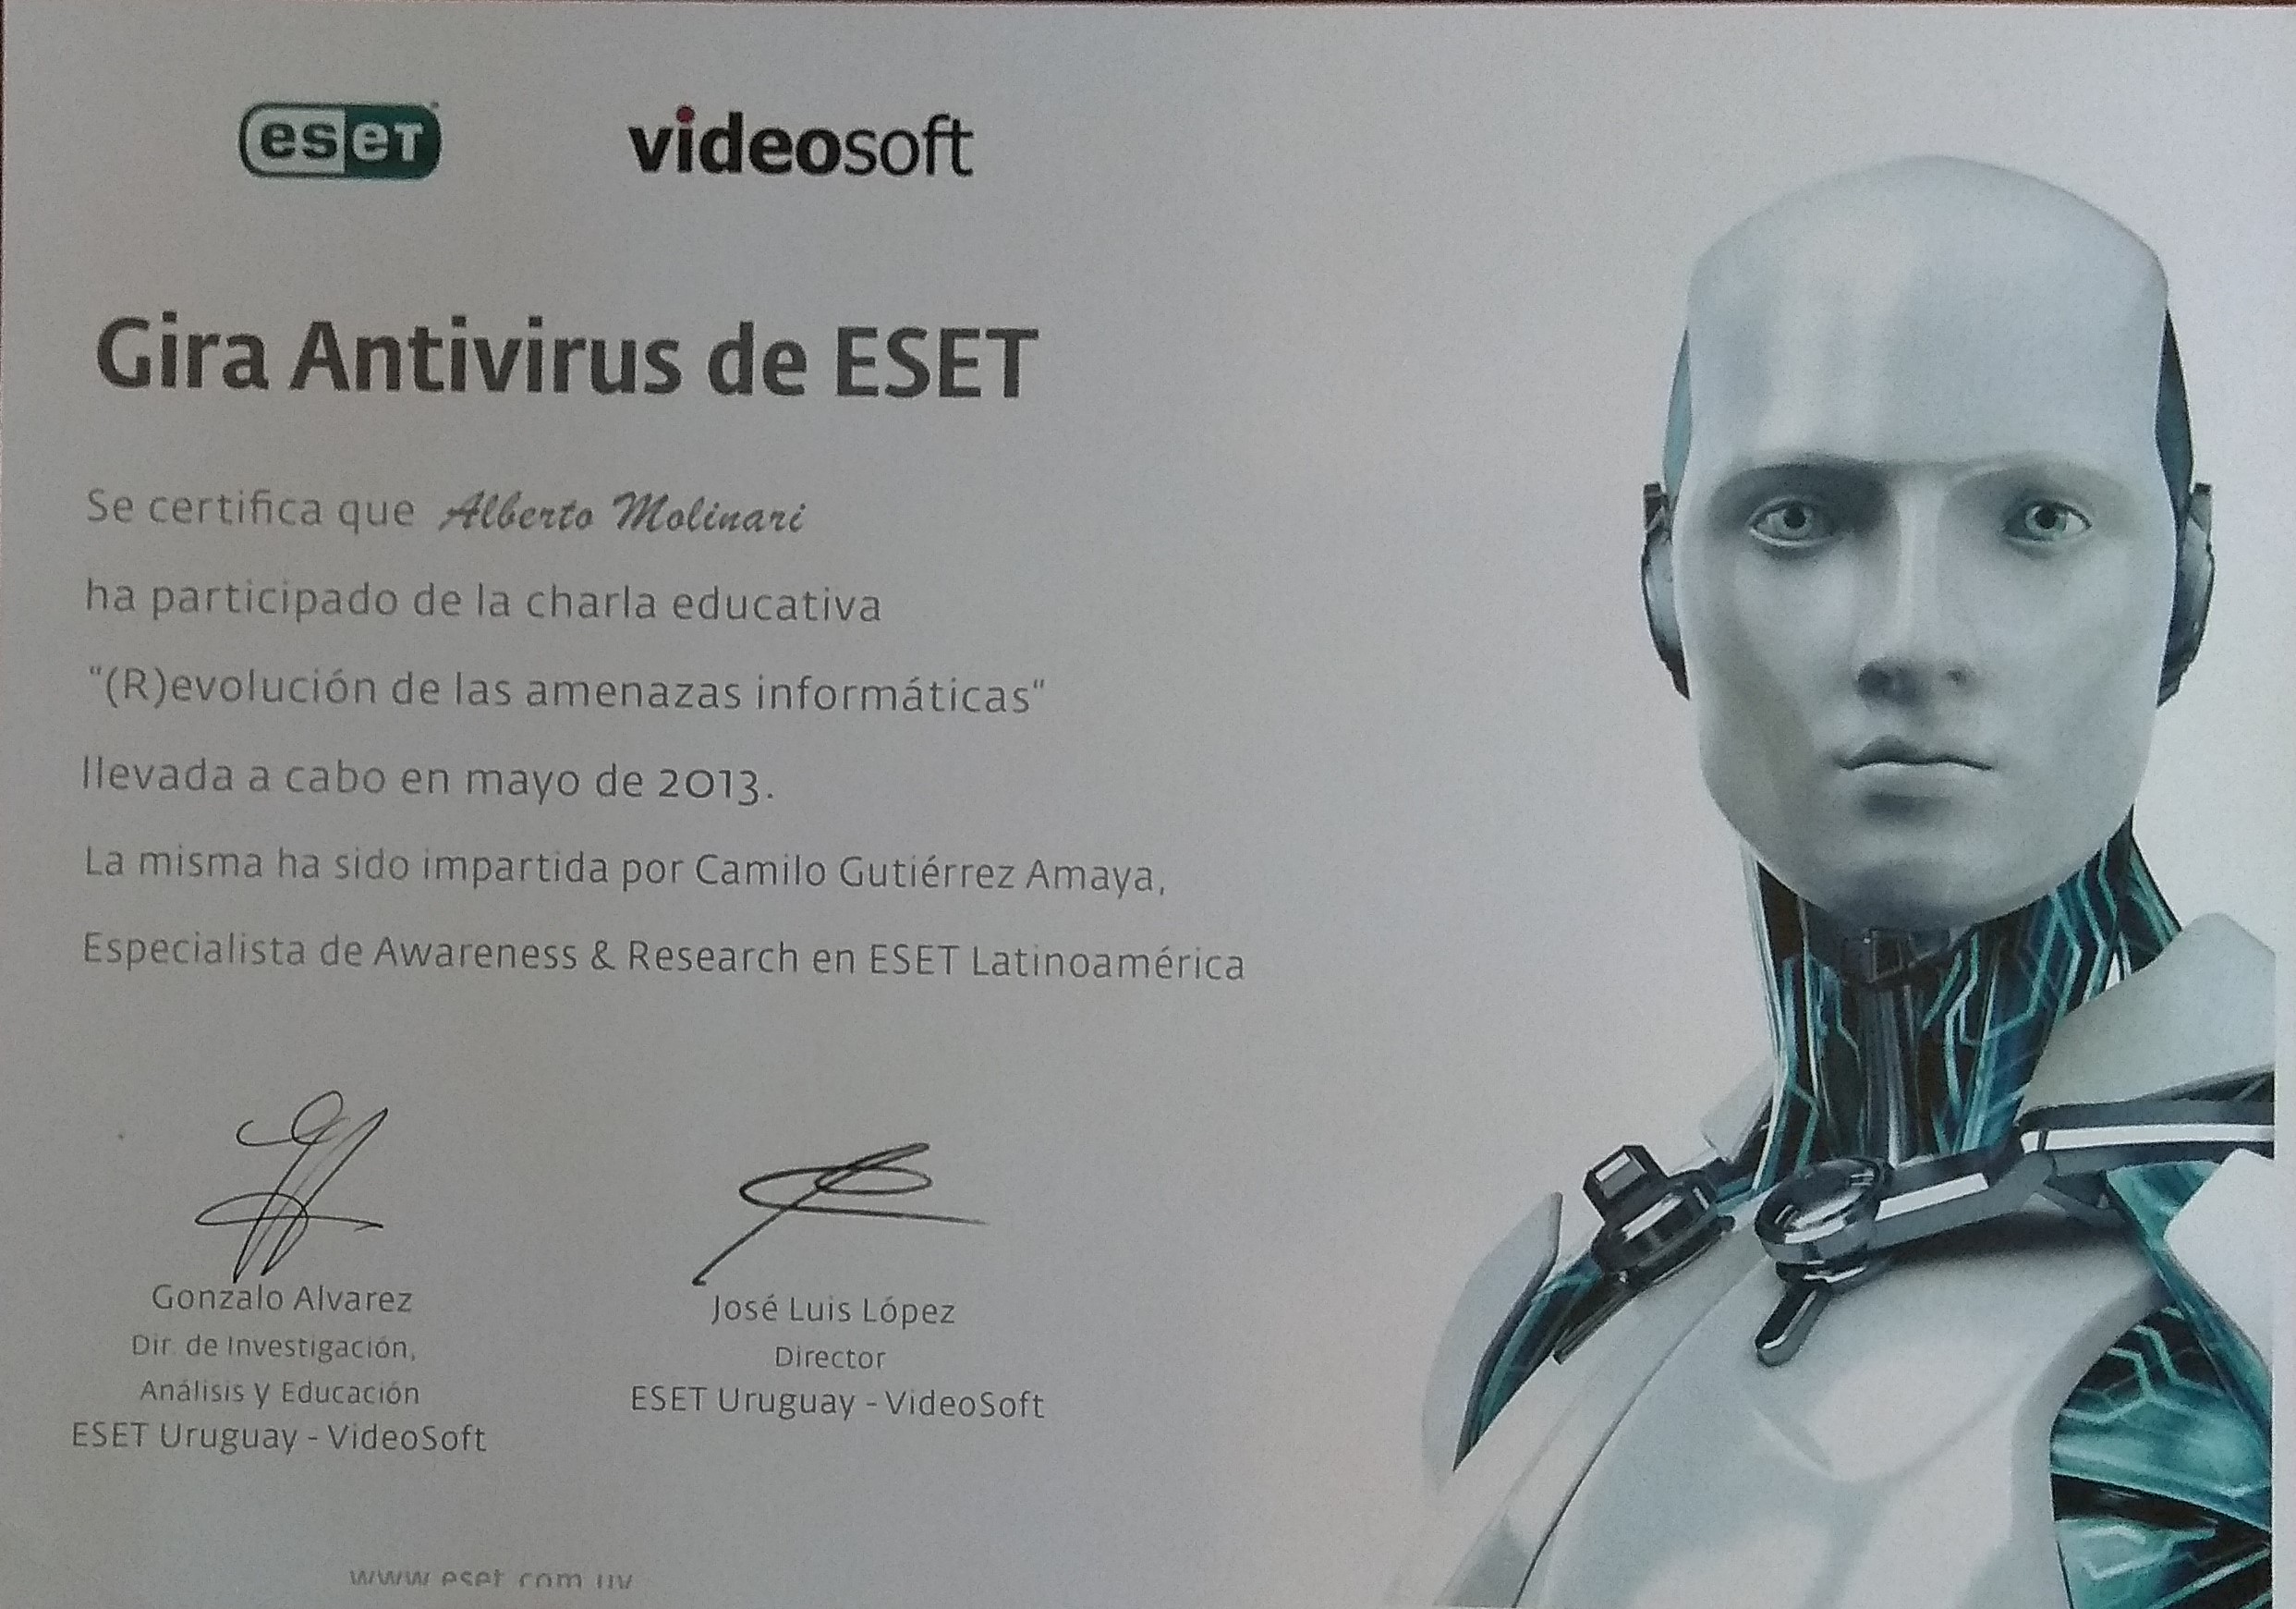 eseT
videosoft
Gira Antivirus de ESET
Se certifica que Alberto Molinari
ha participado de la charla educativa
"(R)evolución de las amenazas informáticas"
llevada a cabo en mayo de 2013.
La misma ha sido impartida por Camilo Gutiérrez Amaya,
Especialista de Awareness & Research en ESET Latinoamérica
Gonzalo Alvarez
Dir. de Investigación,
Análisis y Educación
ESET Uruguay - VideoSoft
José Luis López
Director
ESET Uruguay - VideoSoft
www.eset.com.uy